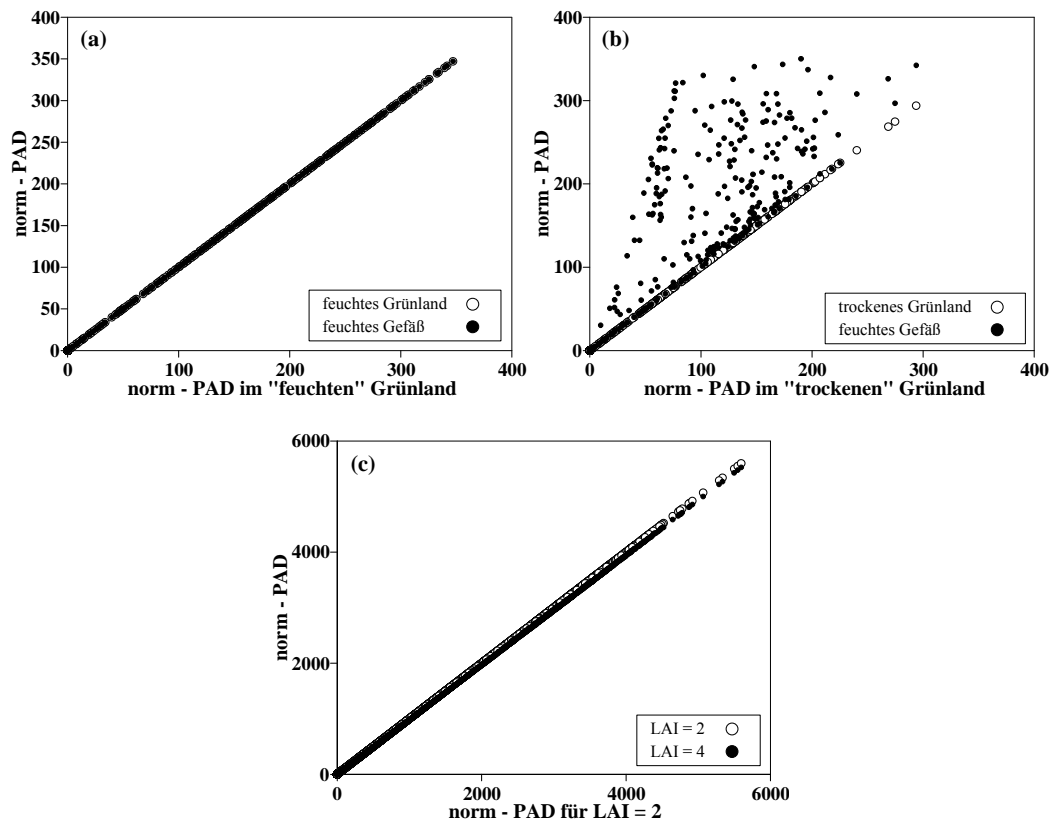 (a)
400
350
300
250
200
150
100
50
0
norm - PAD
feuchtes Grünland
feuchtes Gefäß
0 100 200 300 400
norm - PAD im "feuchten" Grünland
(b)
400
300
200
100
0
norm - PAD
trockenes Grünland
feuchtes Gefäß
0 100 200 300 400
norm - PAD im "trockenen" Grünland
(c)
6000
4000
2000
0
norm - PAD
LAI = 2
LAI = 4
0 2000 4000 6000
norm - PAD für LAI = 2